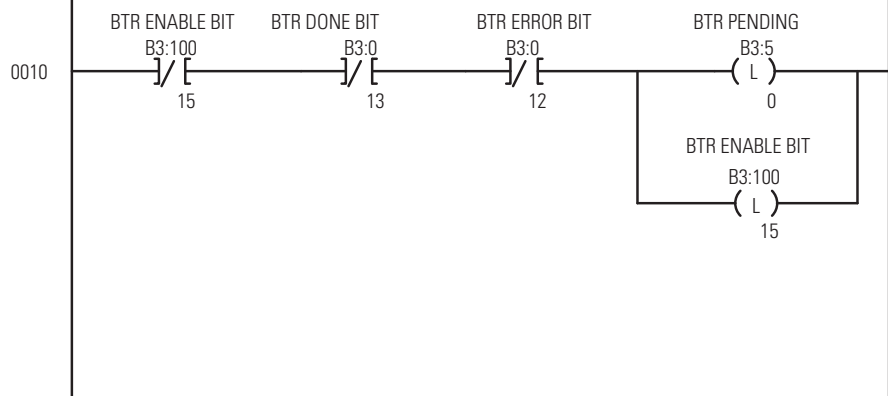 BTR ENABLE BIT BTR DONE BIT BTR ERROR BIT BTR PENDING
B3:100 B3:0 B3:0 B3:5
0010
L
15 13 12 0
BTR ENABLE BIT
B3:100
L
15